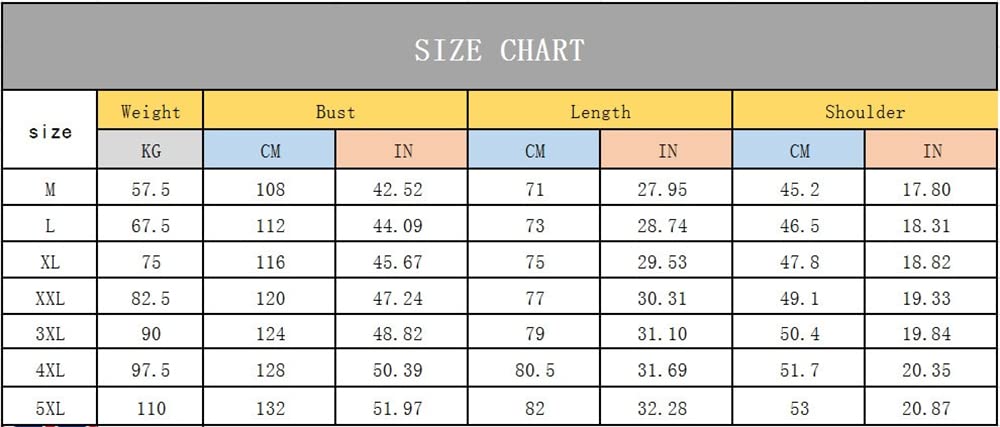 SIZE CHART
size Weight Bust Length Shoulder
KG CM IN CM IN CM IN
M 57.5 108 42.52 71 27.95 45.2 17.80
L 67.5 112 44.09 73 28.74 46.5 18.31
XL 75 116 45.67 75 29.53 47.8 18.82
XXL 82.5 120 47.24 77 30.31 49.1 19.33
3XL 90 124 48.82 79 31.10 50.4 19.84
4XL 97.5 128 50.39 80.5 31.69 51.7 20.35
5XL 110 132 51.97 82 32.28 53 20.87